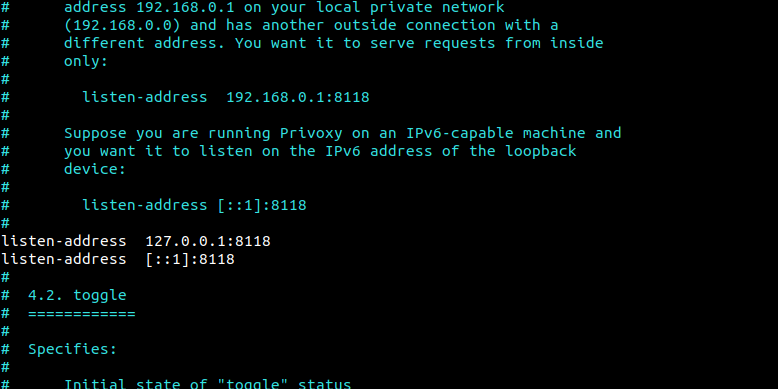 #      address 192.168.0.1 on your local private network
#      (192.168.0.0) and has another outside connection with a
#      different address. You want it to serve requests from inside
#      only:
#
#        listen-address  192.168.0.1:8118
#
#      Suppose you are running Privoxy on an IPv6-capable machine and
#      you want it to listen on the IPv6 address of the loopback
#      device:
#
#        listen-address [::1]:8118
#
listen-address  127.0.0.1:8118
listen-address  [::1]:8118
#
#  4.2. toggle
#  ============
#
#  Specifies:
#
#      Initial state of "toggle" status